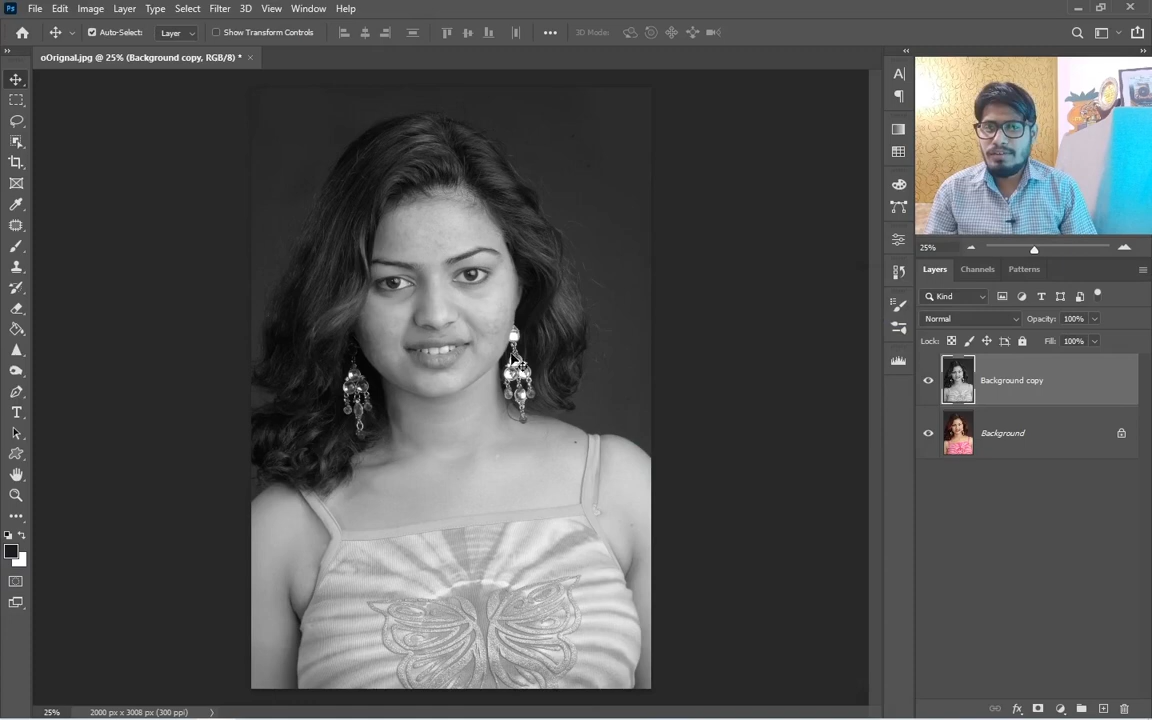 Ps File Edit Image Layer Type Select Filter 3D View Window Help
Auto-Select: Layer Show Transform Controls 3D Mode:
oOrignal.jpg @ 25% (Background copy, RGB/8) *
25%
Layers Channels Patterns
Kind
Normal Opacity: 100%
Lock: Fill: 100%
Background copy
Background
25% 2000 px x 3008 px (300 ppi)